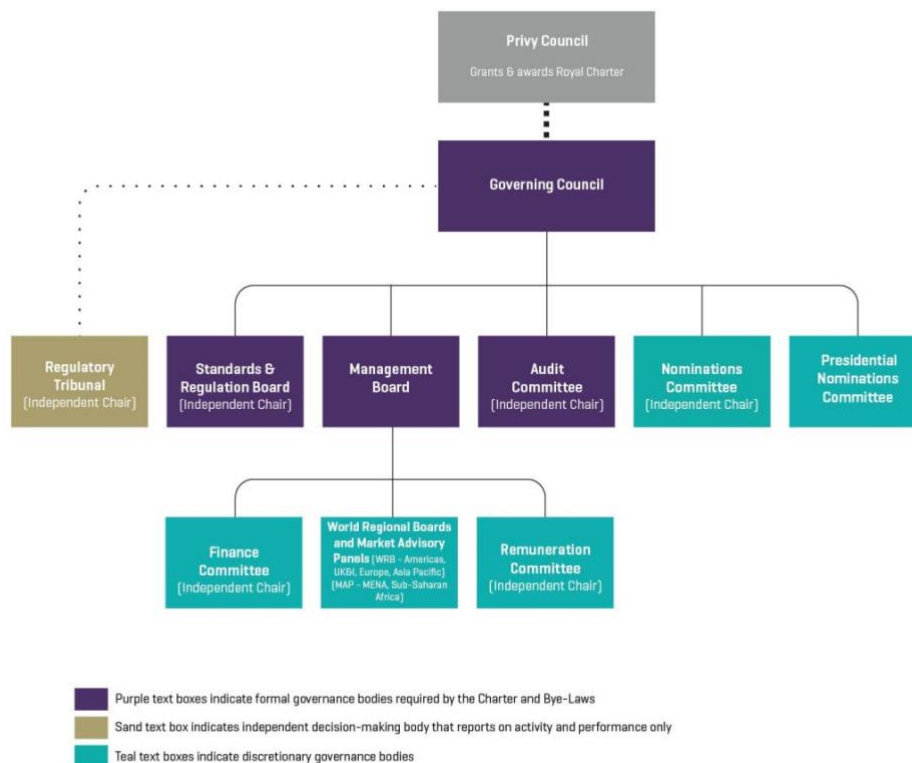 Privy Council
Grants & awards Royal Charter
Governing Council
Regulatory
Tribunal
(Independent Chair)
Standards &
Regulation Board
(Independent Chair)
Management
Board
Audit
Committee
(Independent Chair)
Nominations
Committee
(Independent Chair)
Presidential
Nominations
Committee
Finance
Committee
(Independent Chair)
World Regional Boards
and Market Advisory
Panels (WRB - Americas,
UK&I, Europe, Asia Pacific)
(MAP - MENA, Sub-Saharan
Africa)
Remuneration
Committee
(Independent Chair)
Purple text boxes indicate formal governance bodies required by the Charter and Bye-Laws
Sand text box indicates independent decision-making body that reports on activity and performance only
Teal text boxes indicate discretionary governance bodies